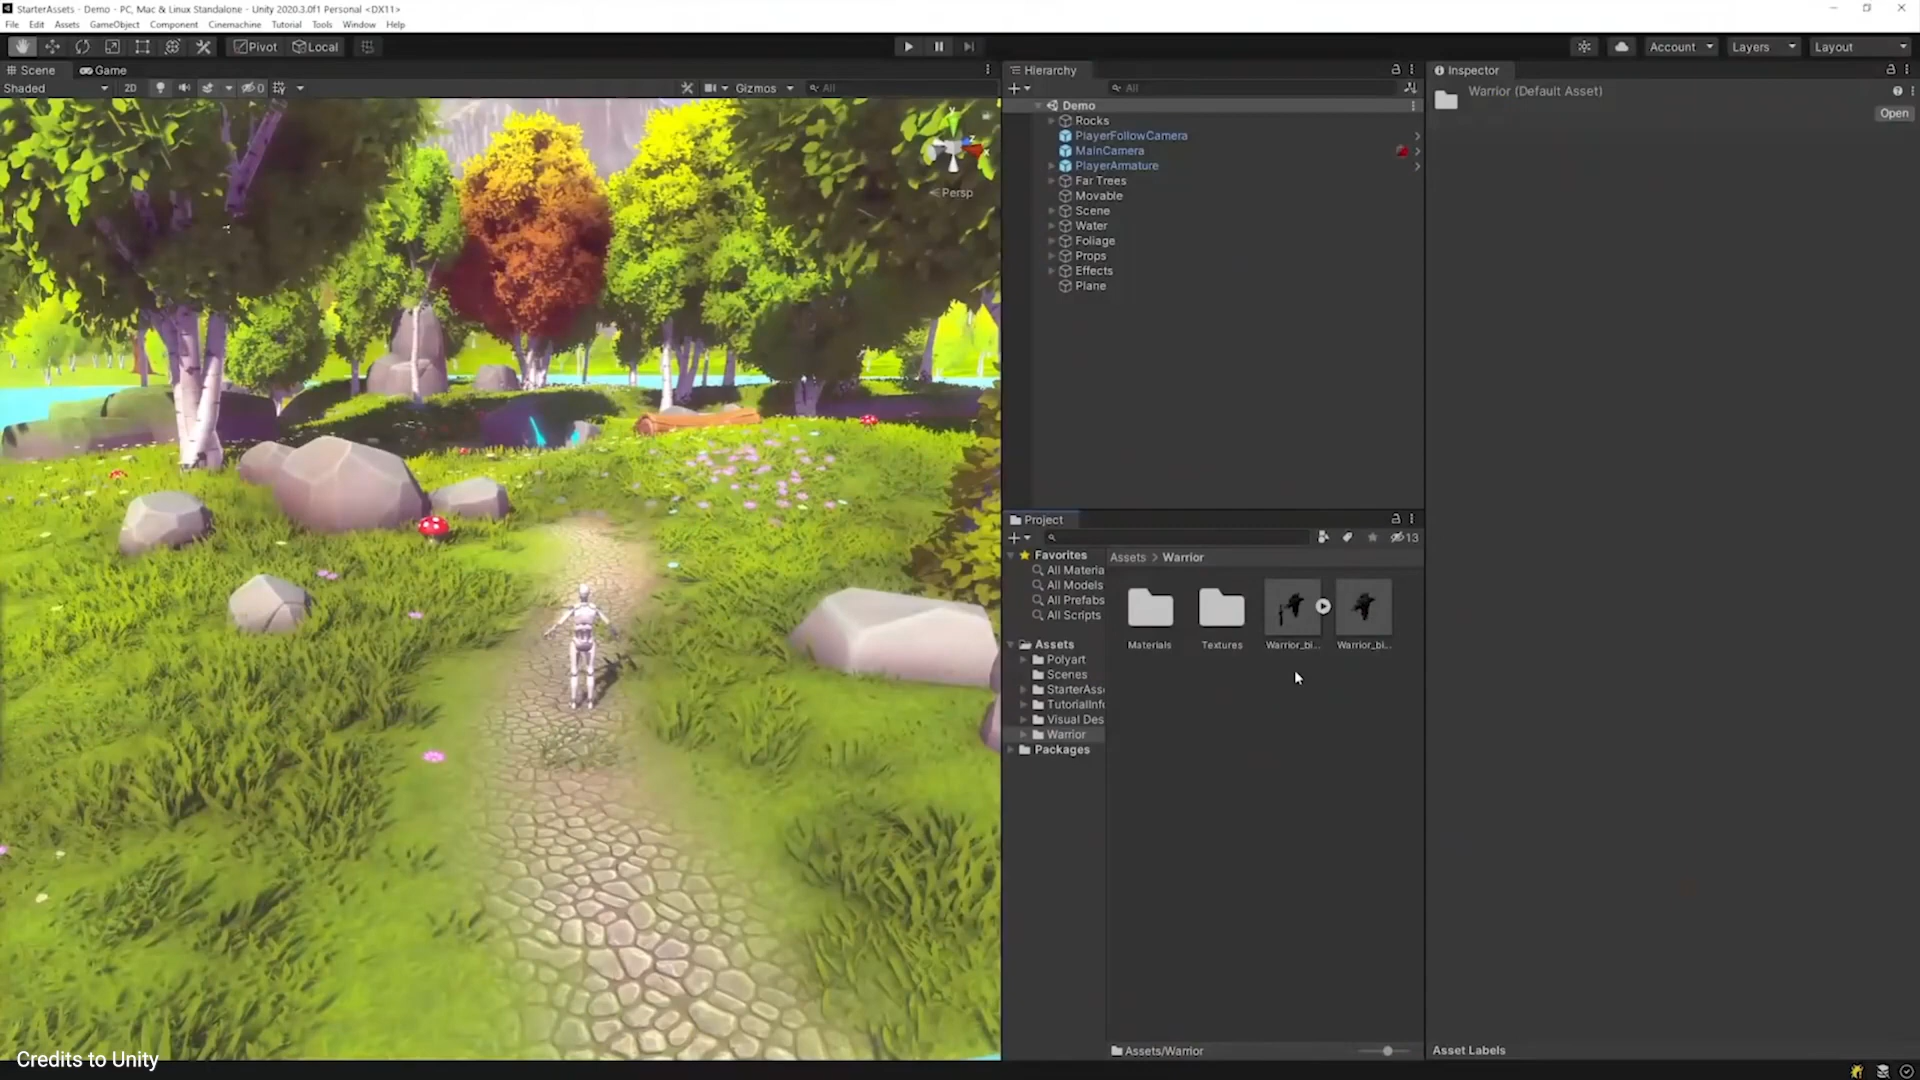 StarterAssets - Demo - PC, Mac & Linux Standalone - Unity 2020.3.0f1 Personal <DX11>
File Edit Assets GameObject Component Cinemachine Tutorial Tools Window Help
Pivot Local Account Layers Layout
Scene Game
Shaded 2D 0 Gizmos All
Persp
Hierarchy
All
Demo
Rocks
PlayerFollowCamera
MainCamera
PlayerArmature
Far Trees
Movable
Scene
Water
Foliage
Props
Effects
Plane
Project
13
Favorites
All Materia
All Models
All Prefabs
All Scripts
Assets
Polyart
Scenes
StarterAsse
TutorialInfo
Visual Des
Warrior
Packages
Assets > Warrior
Materials Textures Warrior_bi... Warrior_bi...
Assets/Warrior
Inspector
Warrior (Default Asset)
Open
Asset Labels
Credits to Unity